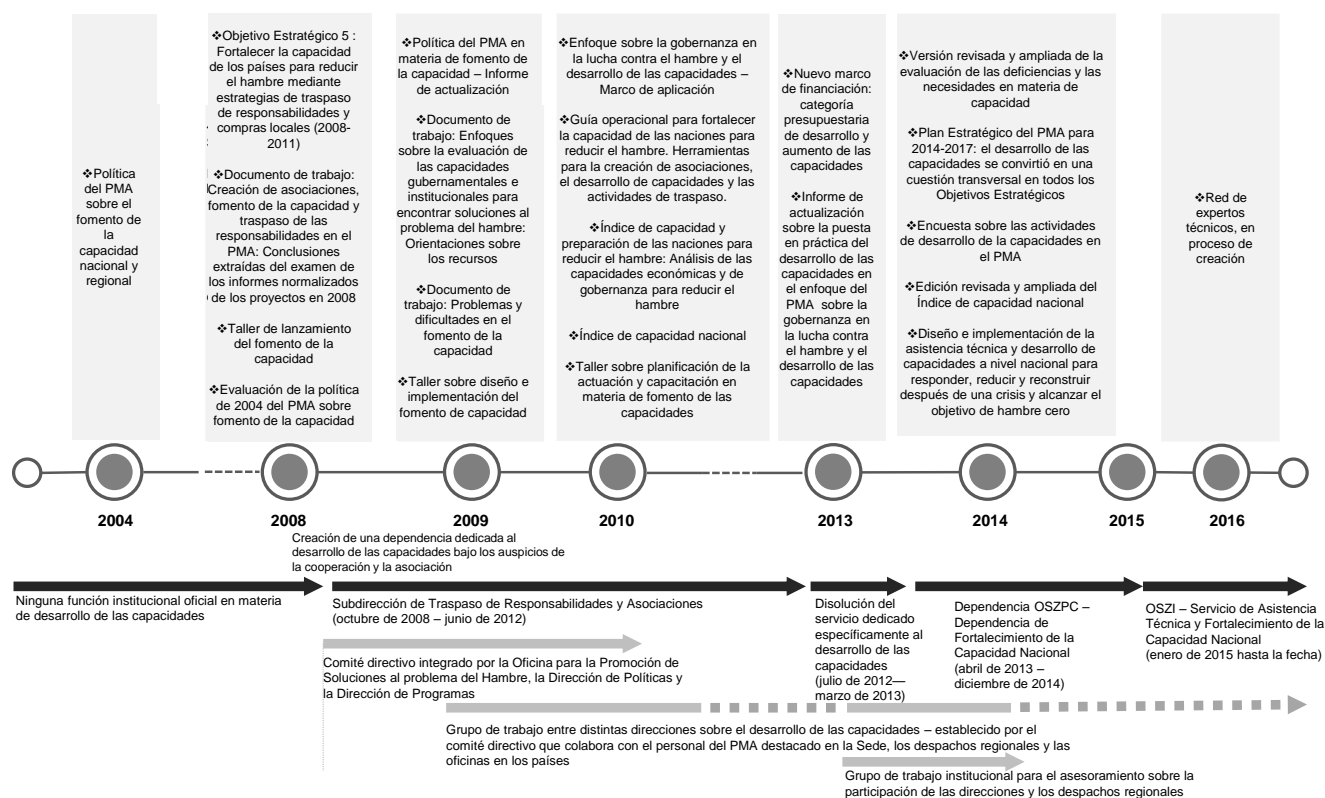 ❖Política
del PMA
sobre el
fomento de
la
capacidad
nacional y
regional
❖Objetivo Estratégico 5 :
Fortalecer la capacidad
de los países para reducir
el hambre mediante
estrategias de traspaso
de responsabilidades y
compras locales (2008-
2011)
❖Documento de trabajo:
Creación de asociaciones,
fomento de la capacidad y
traspaso de las
responsabilidades en el
PMA: Conclusiones
extraídas del examen de
los informes normalizados
de los proyectos en 2008
❖Taller de lanzamiento
del fomento de la
capacidad
❖Evaluación de la política
de 2004 del PMA sobre
fomento de la capacidad
❖Política del PMA en
materia de fomento de
la capacidad – Informe
de actualización
❖Documento de
trabajo: Enfoques
sobre la evaluación de
las capacidades
gubernamentales e
institucionales para
encontrar soluciones al
problema del hambre:
Orientaciones sobre
los recursos
❖Documento de
trabajo: Problemas y
dificultades en el
fomento de la
capacidad
❖Taller sobre diseño e
implementación del
fomento de capacidad
❖Enfoque sobre la gobernanza en
la lucha contra el hambre y el
desarrollo de las capacidades –
Marco de aplicación
❖Guía operacional para fortalecer
la capacidad de las naciones para
reducir el hambre. Herramientas
para la creación de asociaciones,
el desarrollo de capacidades y las
actividades de traspaso.
❖Índice de capacidad y
preparación de las naciones para
reducir el hambre: Análisis de las
capacidades económicas y de
gobernanza para reducir el
hambre
❖Índice de capacidad nacional
❖Taller sobre planificación de la
actuación y capacitación en
materia de fomento de las
capacidades
❖Nuevo marco
de financiación:
categoría
presupuestaria
de desarrollo y
aumento de las
capacidades
❖Informe de
actualización
sobre la puesta
en práctica del
desarrollo de las
capacidades en
el enfoque del
PMA sobre la
gobernanza en
la lucha contra
el hambre y el
desarrollo de las
capacidades
❖Versión revisada y ampliada de la
evaluación de las deficiencias y las
necesidades en materia de
capacidad
❖Plan Estratégico del PMA para
2014-2017: el desarrollo de las
capacidades se convirtió en una
cuestión transversal en todos los
Objetivos Estratégicos
❖Encuesta sobre las actividades
de desarrollo de la capacidades en
el PMA
❖Edición revisada y ampliada del
Índice de capacidad nacional
❖Diseño e implementación de la
asistencia técnica y desarrollo de
capacidades a nivel nacional para
responder, reducir y reconstruir
después de una crisis y alcanzar el
objetivo de hambre cero
❖Red de
expertos
técnicos, en
proceso de
creación
2004
2008
2009
2010
2013
2014
2015
2016
Creación de una dependencia dedicada al
desarrollo de las capacidades bajo los auspicios de
la cooperación y la asociación
Ninguna función institucional oficial en materia
de desarrollo de las capacidades
Subdirección de Traspaso de Responsabilidades y Asociaciones
(octubre de 2008 – junio de 2012)
Disolución del
servicio dedicado
específicamente al
desarrollo de las
capacidades
(julio de 2012—
marzo de 2013)
Dependencia OSZPC –
Dependencia de
Fortalecimiento de la
Capacidad Nacional
(abril de 2013 –
diciembre de 2014)
OSZI – Servicio de Asistencia
Técnica y Fortalecimiento de la
Capacidad Nacional
(enero de 2015 hasta la fecha)
Comité directivo integrado por la Oficina para la Promoción de
Soluciones al problema del Hambre, la Dirección de Políticas y
la Dirección de Programas
Grupo de trabajo entre distintas direcciones sobre el desarrollo de las capacidades – establecido por el
comité directivo que colabora con el personal del PMA destacado en la Sede, los despachos regionales y las
oficinas en los países
Grupo de trabajo institucional para el asesoramiento sobre la
participación de las direcciones y los despachos regionales